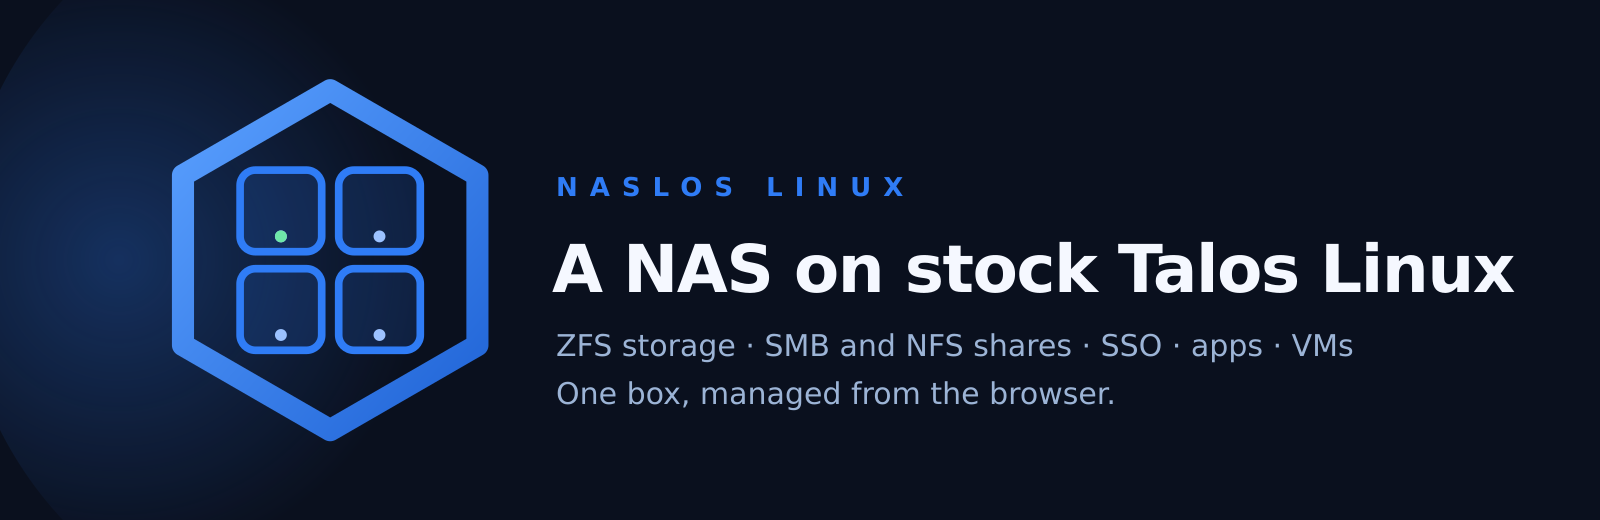 NASLOS LINUX
A NAS on stock Talos Linux
ZFS storage · SMB and NFS shares · SSO · apps · VMs
One box, managed from the browser.